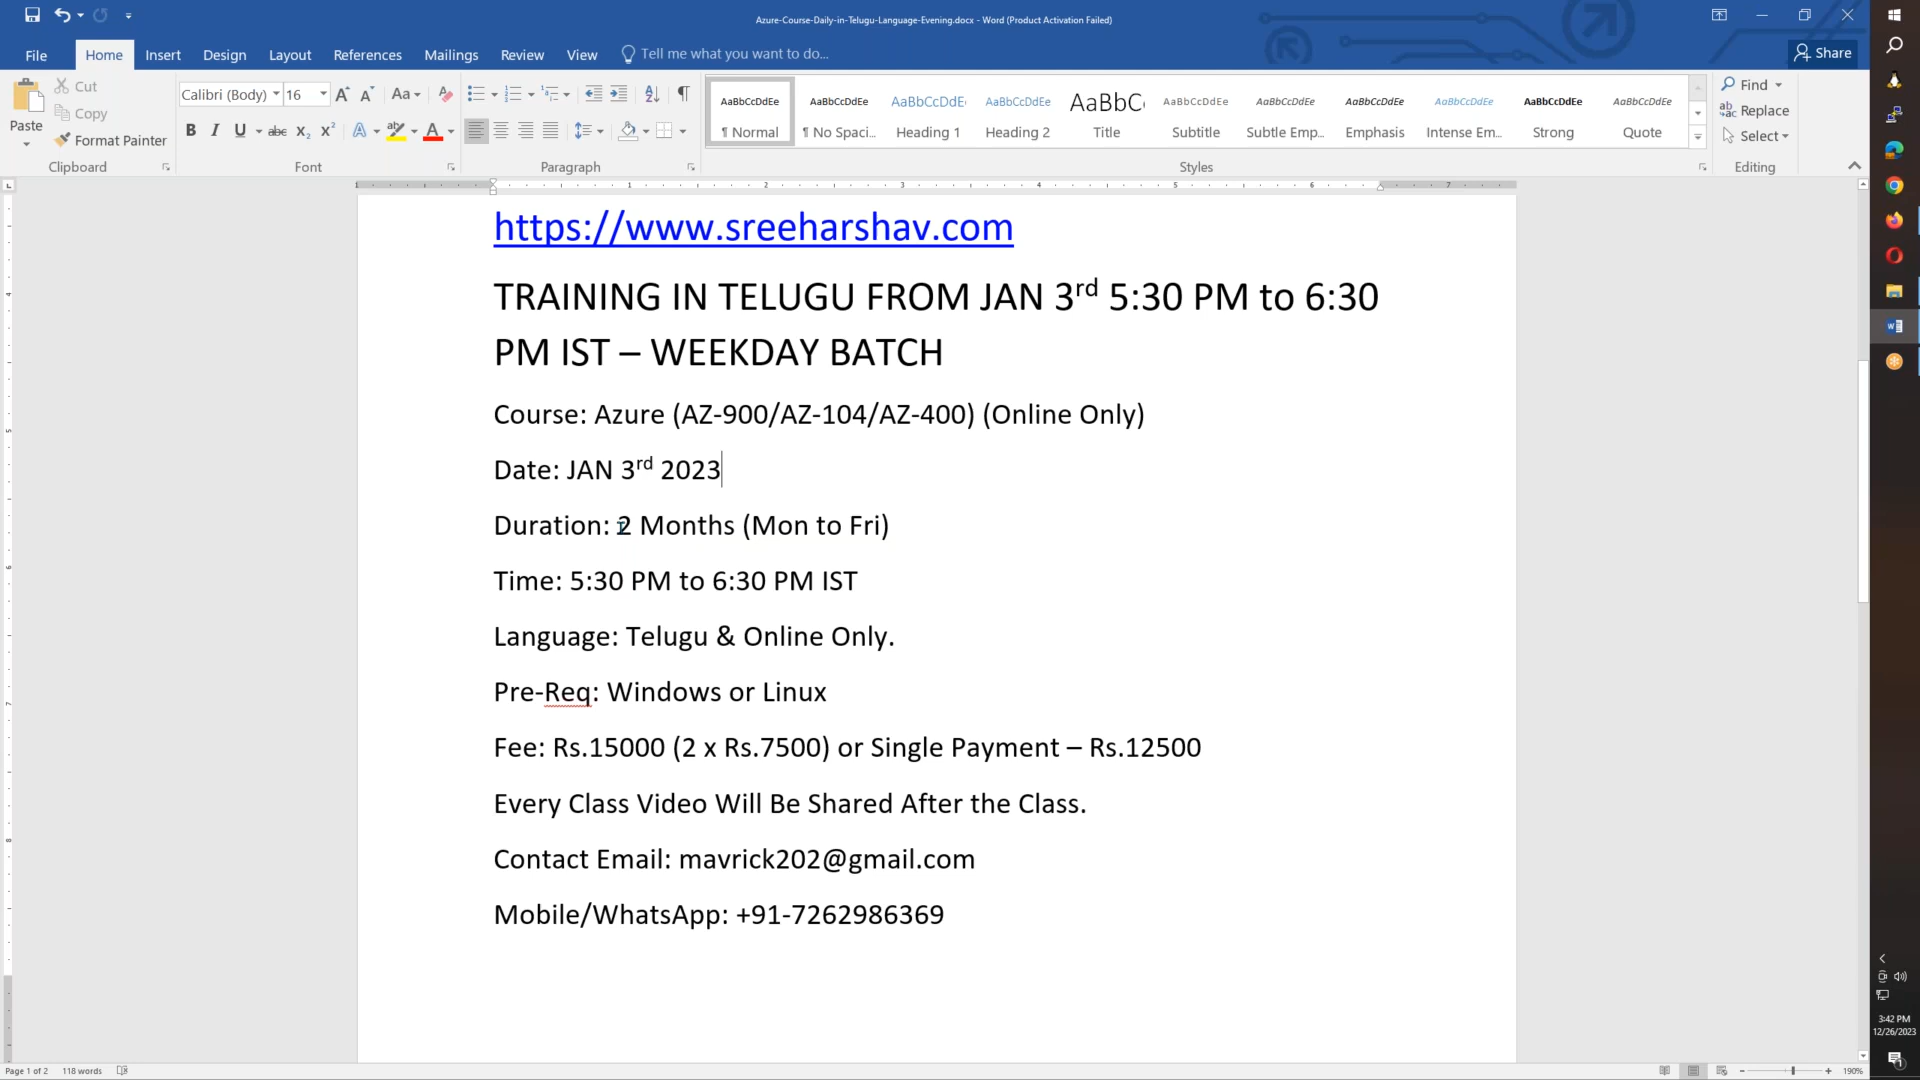 Azure-Course-Daily-in-Telugu-Language-Evening.docx - Word (Product Activation Failed)
File Home Insert Design Layout References Mailings Review View Tell me what you want to do... Share
Paste
Cut
Copy
Format Painter
Clipboard
Calibri (Body) 16
Font
Paragraph
AaBbCcDdEe AaBbCcDdEe AaBbCcDdE AaBbCcDdEe AaBbC AaBbCcDdEe AaBbCcDdEe AaBbCcDdEe AaBbCcDdEe AaBbCcDdEe AaBbCcDdEe
¶ Normal ¶ No Spaci... Heading 1 Heading 2 Title Subtitle Subtle Emp... Emphasis Intense Em... Strong Quote
Styles
Find
Replace
Select
Editing
https://www.sreeharshav.com
TRAINING IN TELUGU FROM JAN 3rd 5:30 PM to 6:30
PM IST – WEEKDAY BATCH
Course: Azure (AZ-900/AZ-104/AZ-400) (Online Only)
Date: JAN 3rd 2023
Duration: 2 Months (Mon to Fri)
Time: 5:30 PM to 6:30 PM IST
Language: Telugu & Online Only.
Pre-Req: Windows or Linux
Fee: Rs.15000 (2 x Rs.7500) or Single Payment – Rs.12500
Every Class Video Will Be Shared After the Class.
Contact Email: mavrick202@gmail.com
Mobile/WhatsApp: +91-7262986369
3:42 PM
12/26/2023
Page 1 of 2 118 words
190%